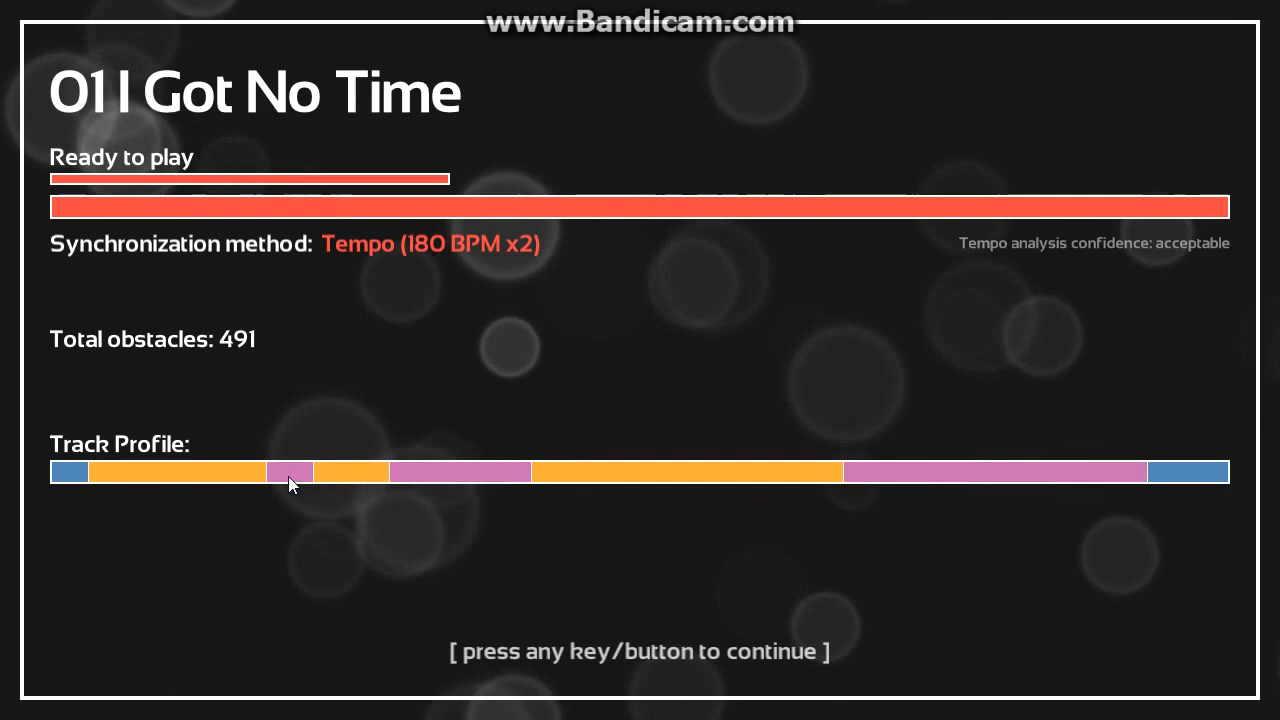 www.Bandicam.com
01 I Got No Time
Ready to play
Synchronization method: Tempo (180 BPM x2)
Tempo analysis confidence: acceptable
Total obstacles: 491
Track Profile:
[ press any key/button to continue ]